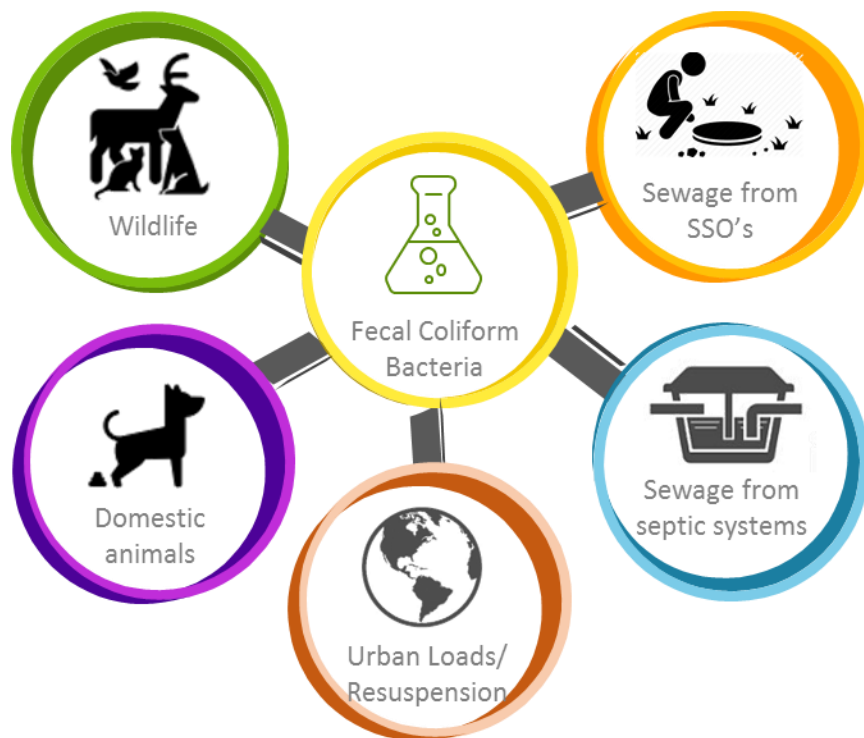 Wildlife
Sewage from
SSO's
Fecal Coliform
Bacteria
Domestic
animals
Sewage from
septic systems
Urban Loads/
Resuspension